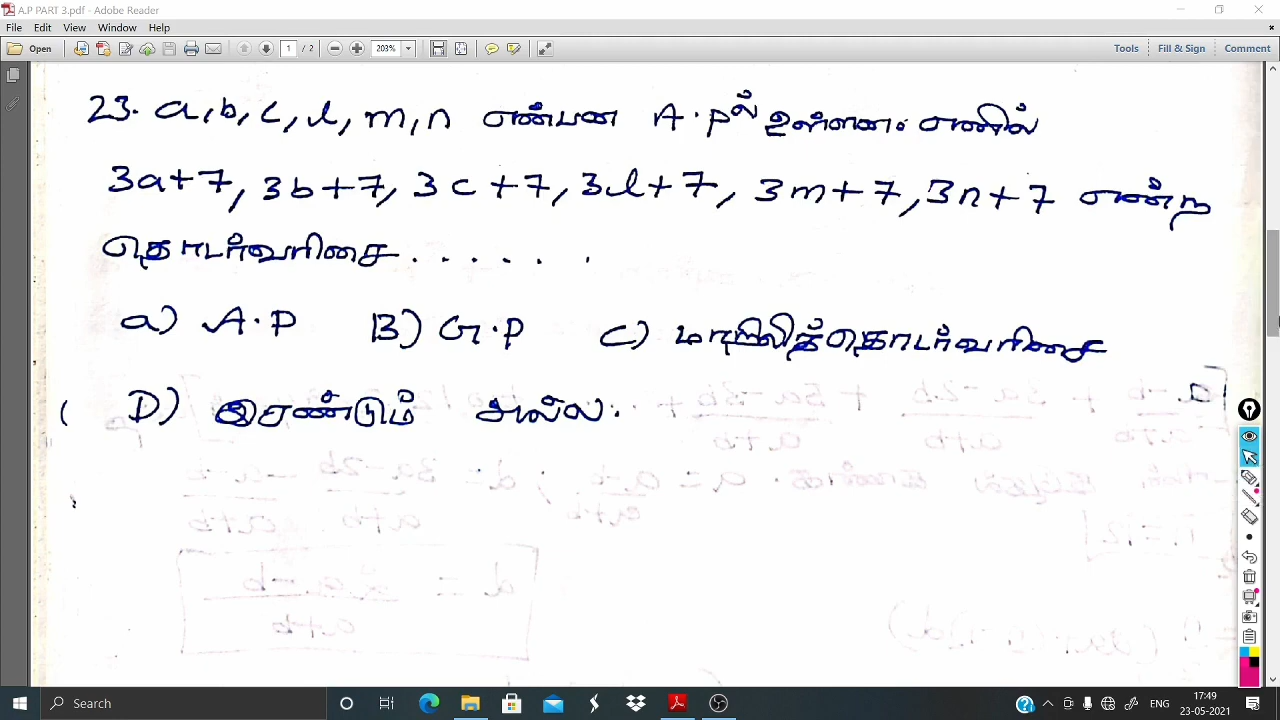 A.P PART 3.pdf - Adobe Reader
File Edit View Window Help
Open 1 / 2 203% Tools Fill & Sign Comment
23. a, b, c, l, m, n என்பன A.P ல் உள்ளன. எனில்
3a+7, 3b+7, 3c+7, 3l+7, 3m+7, 3n+7 என்ற
தொடர்வரிசை . . . . . .
a) A.P B) G.P C) மாறிலித்தொடர்வரிசை
D) இரண்டும் அல்ல.
Search
ENG
17:49
23-05-2021